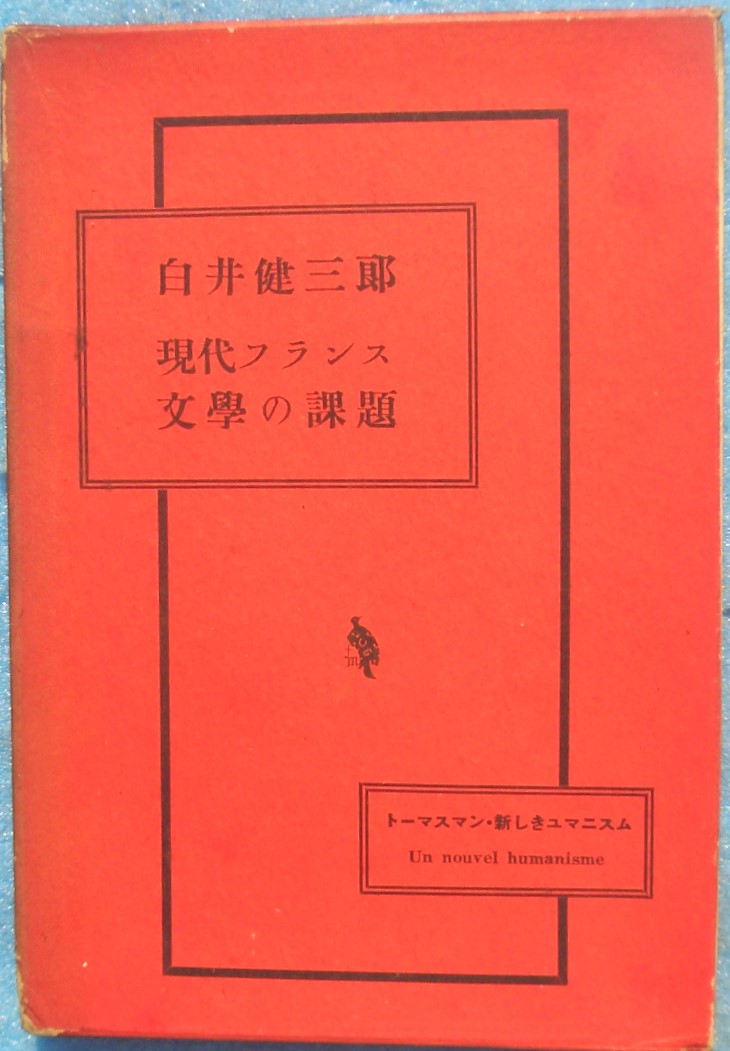 白井健三郎
現代フランス
文學の課題
トーマスマン・新しきユマニスム
Un nouvel humanisme